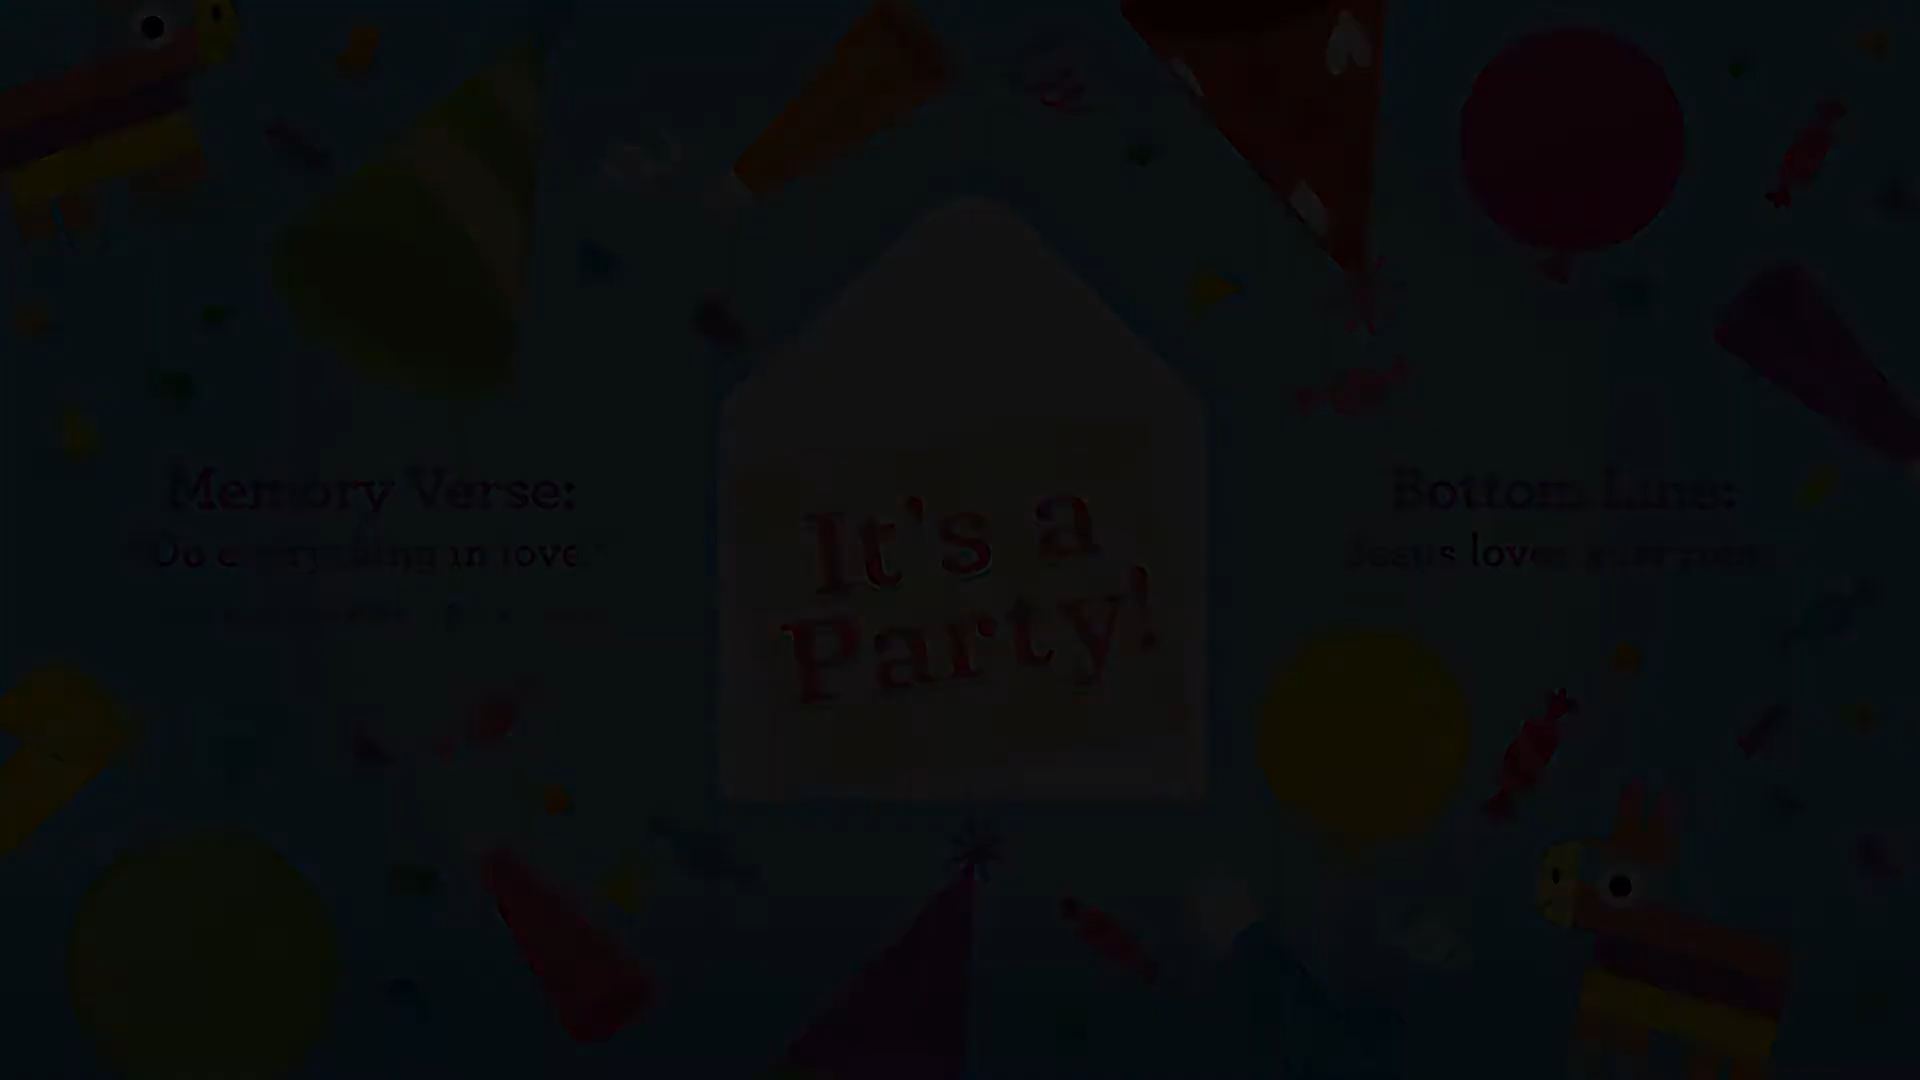 Memory Verse:
"Do everything in love."
It's a
Party!
Bottom Line:
Jesus loves everyone.